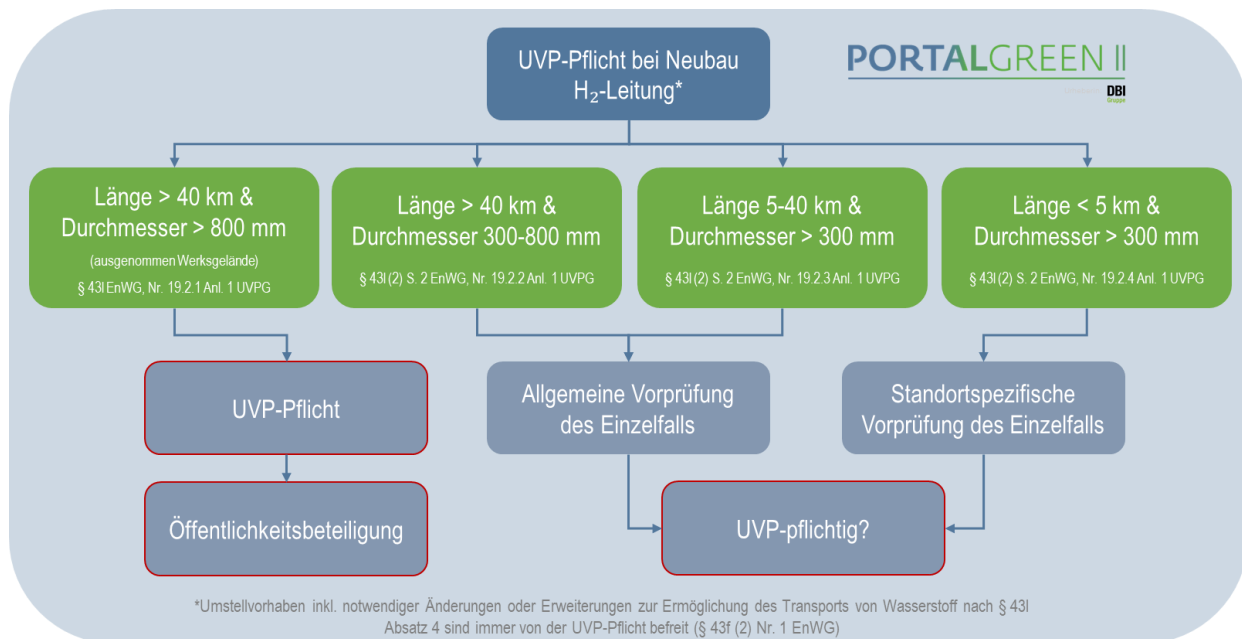 UVP-Pflicht bei Neubau
H₂-Leitung*
PORTALGREEN II
DBI
Gruppe
Länge > 40 km &
Durchmesser > 800 mm
(ausgenommen Werksgelände)
§ 43l EnWG, Nr. 19.2.1 Anl. 1 UVPG
Länge > 40 km &
Durchmesser 300-800 mm
§ 43l (2) S. 2 EnWG, Nr. 19.2.2 Anl. 1 UVPG
Länge 5-40 km &
Durchmesser > 300 mm
§ 43l (2) S. 2 EnWG, Nr. 19.2.3 Anl. 1 UVPG
Länge < 5 km &
Durchmesser > 300 mm
§ 43l (2) S. 2 EnWG, Nr. 19.2.4 Anl. 1 UVPG
UVP-Pflicht
Allgemeine Vorprüfung
des Einzelfalls
Standortspezifische
Vorprüfung des Einzelfalls
Öffentlichkeitsbeteiligung
UVP-pflichtig?
*Umstellvorhaben inkl. notwendiger Änderungen oder Erweiterungen zur Ermöglichung des Transports von Wasserstoff nach § 43l
Absatz 4 sind immer von der UVP-Pflicht befreit (§ 43f (2) Nr. 1 EnWG)